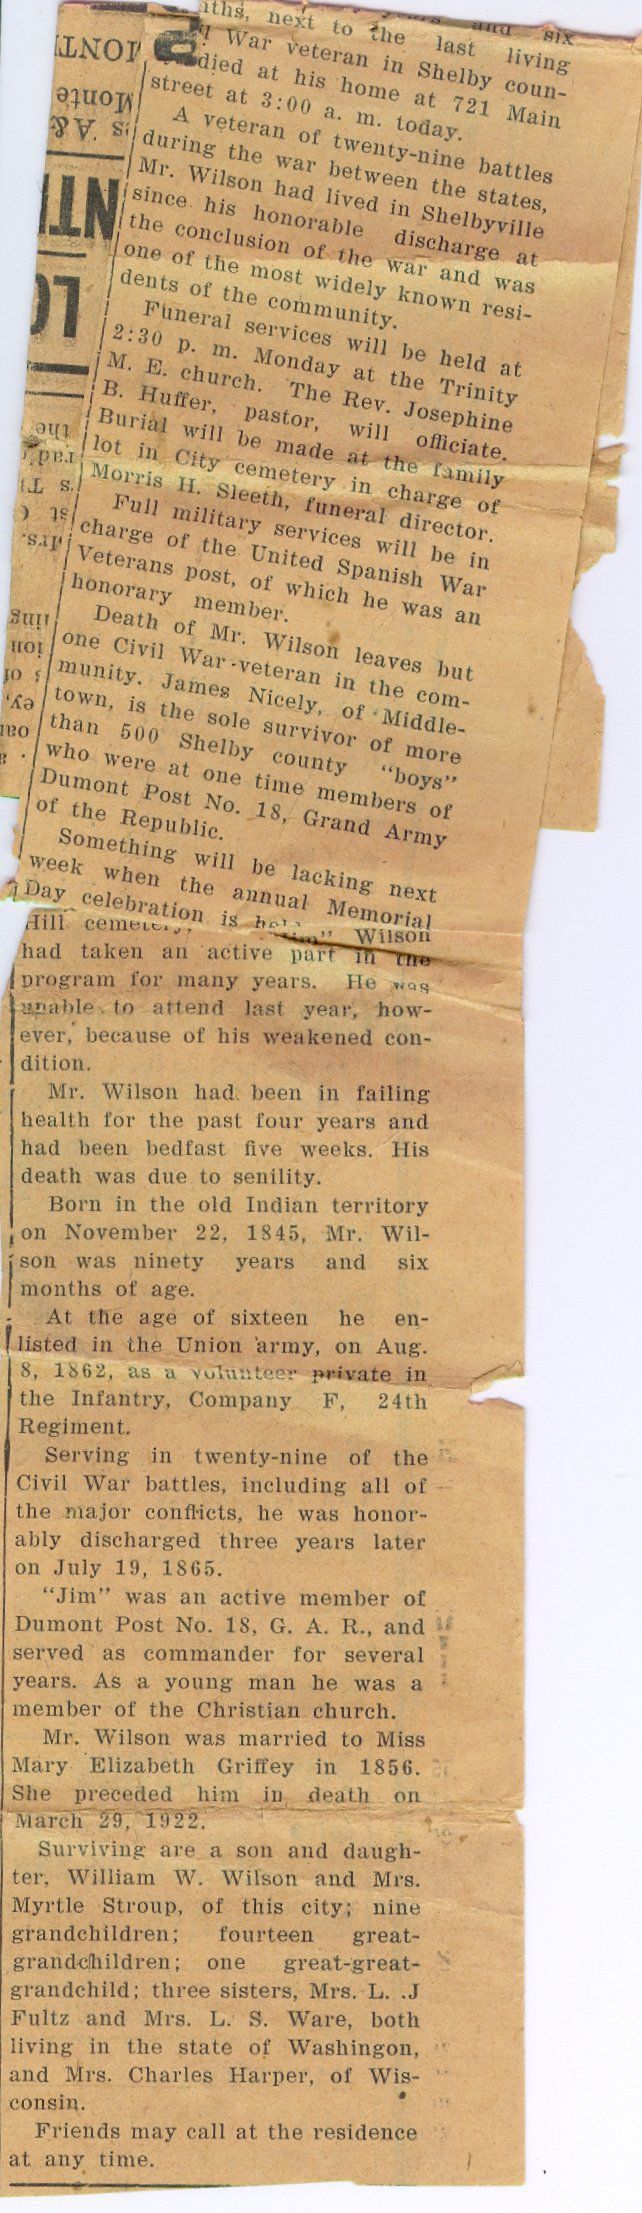 years and six
nths, next to the last living
l War veteran in Shelby coun-
died at his home at 721 Main
street at 3:00 a. m. today.
A veteran of twenty-nine battles
during the war between the states,
Mr. Wilson had lived in Shelbyville
since his honorable discharge at
the conclusion of the war and was
one of the most widely known resi-
dents of the community.
Funeral services will be held at
2:30 p. m. Monday at the Trinity
M. E. church. The Rev. Josephine
B. Huffer, pastor, will officiate.
Burial will be made at the family
lot in City cemetery in charge of
Morris H. Sleeth, funeral director.
Full military services will be in
charge of the United Spanish War
Veterans post, of which he was an
honorary member.
Death of Mr. Wilson leaves but
one Civil War veteran in the com-
munity. James Nicely, of Middle-
town, is the sole survivor of more
than 500 Shelby county "boys"
who were at one time members of
Dumont Post No. 18, Grand Army
of the Republic.
Something will be lacking next
week when the annual Memorial
Day celebration is
Hill cemetery, "Jim" Wilson
had taken an active part in the
program for many years. He was
unable to attend last year, how-
ever, because of his weakened con-
dition.
Mr. Wilson had been in failing
health for the past four years and
had been bedfast five weeks. His
death was due to senility.
Born in the old Indian territory
on November 22, 1845, Mr. Wil-
son was ninety years and six
months of age.
At the age of sixteen he en-
listed in the Union army, on Aug.
8, 1862, as a volunteer private in
the Infantry, Company F, 24th
Regiment.
Serving in twenty-nine of the
Civil War battles, including all of
the major conflicts, he was honor-
ably discharged three years later
on July 19, 1865.
"Jim" was an active member of
Dumont Post No. 18, G. A. R., and
served as commander for several
years. As a young man he was a
member of the Christian church.
Mr. Wilson was married to Miss
Mary Elizabeth Griffey in 1856.
She preceded him in death on
March 29, 1922.
Surviving are a son and daugh-
ter, William W. Wilson and Mrs.
Myrtle Stroup, of this city; nine
grandchildren; fourteen great-
grandchildren; one great-great-
grandchild; three sisters, Mrs. L. .J
Fultz and Mrs. L. S. Ware, both
living in the state of Washingon,
and Mrs. Charles Harper, of Wis-
consin.
Friends may call at the residence
at any time.